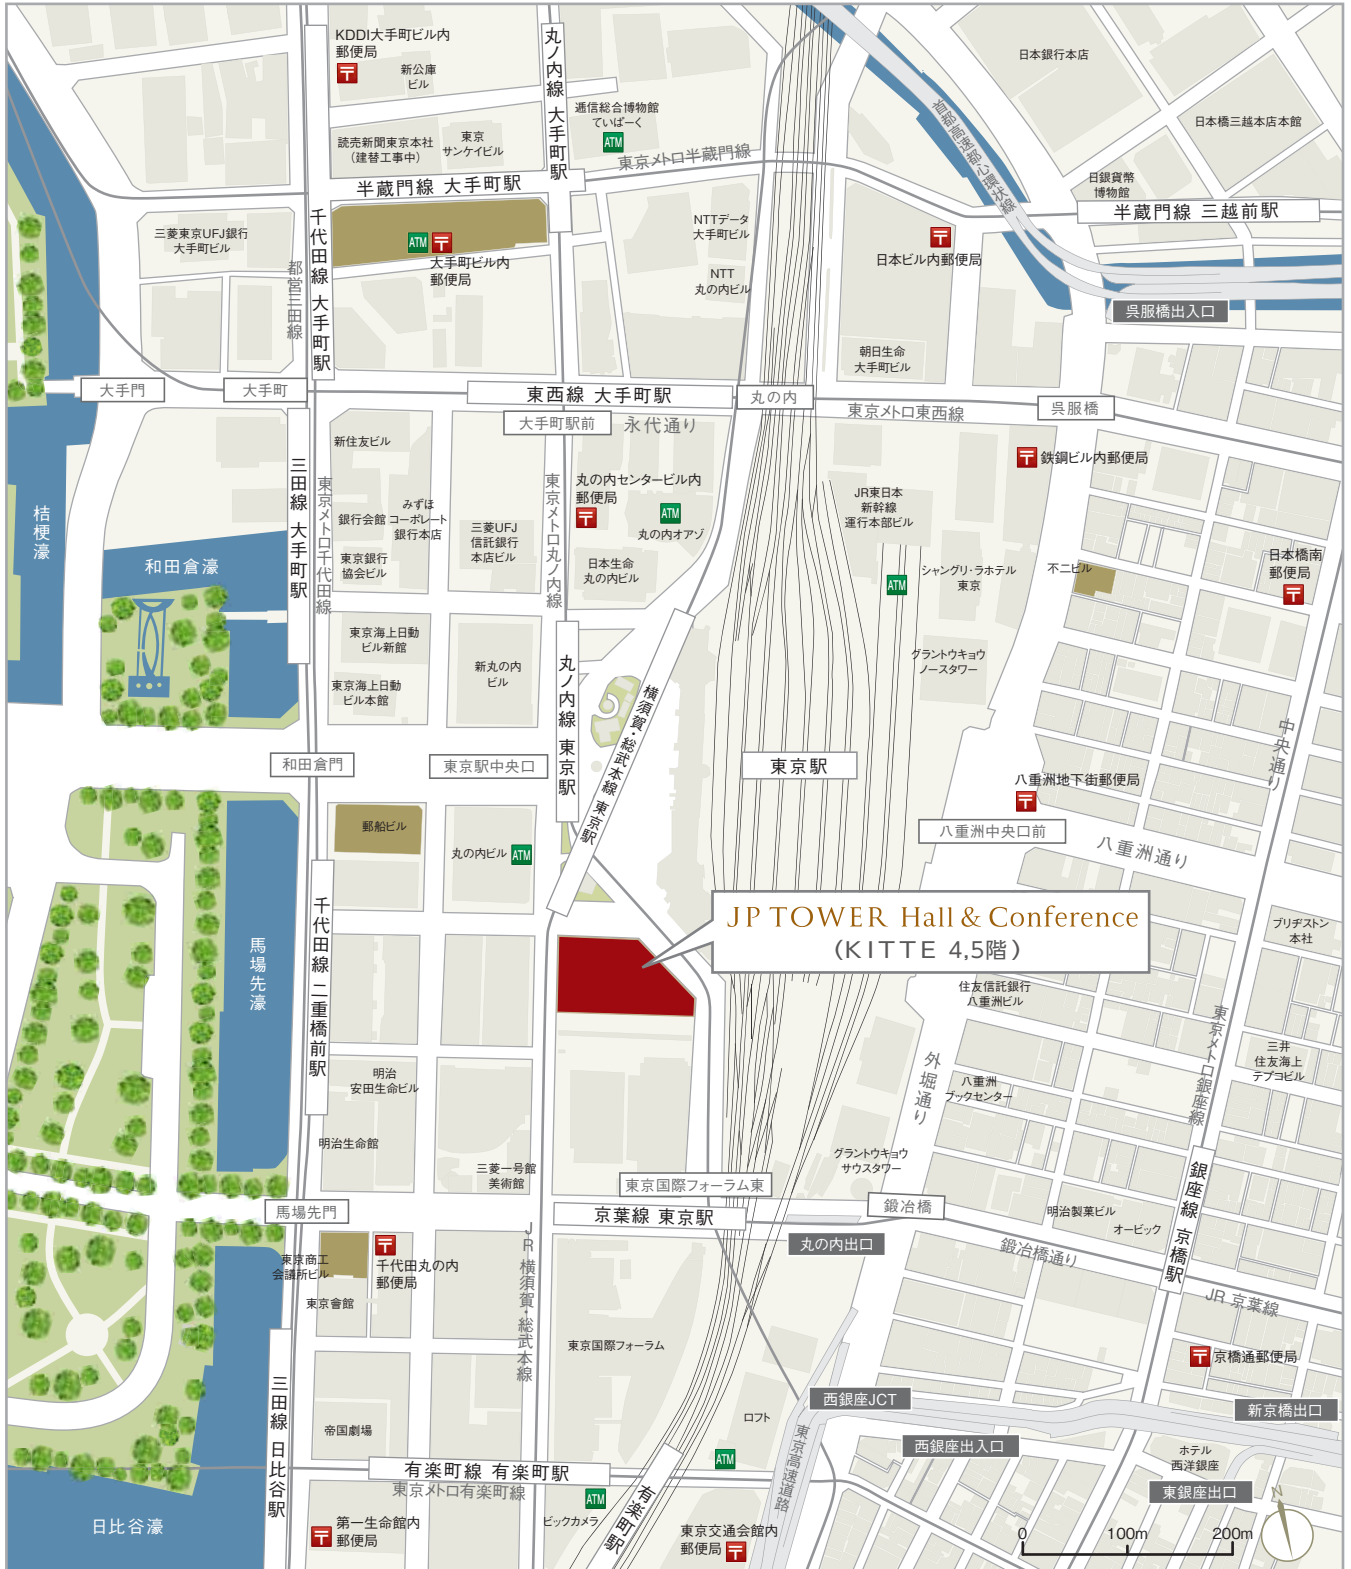 KDDI大手町ビル内
郵便局
新公庫
ビル
丸ノ内線 大手町駅
逓信総合博物館
ていぱーく
ATM
読売新聞東京本社
（建替工事中）
東京
サンケイビル
東京メトロ半蔵門線
半蔵門線 大手町駅
首都高速都心環状線
日本銀行本店
日本橋三越本店本館
日銀貨幣
博物館
半蔵門線 三越前駅
三菱東京UFJ銀行
大手町ビル
都営三田線
千代田線 大手町駅
ATM
大手町ビル内
郵便局
NTTデータ
大手町ビル
NTT
丸の内ビル
日本ビル内郵便局
呉服橋出入口
朝日生命
大手町ビル
大手門
大手町
東西線 大手町駅
丸の内
東京メトロ東西線
呉服橋
大手町駅前
永代通り
新住友ビル
三田線 大手町駅
東京メトロ千代田線
銀行会館
みずほ
コーポレート
銀行本店
東京銀行
協会ビル
三菱UFJ
信託銀行
本店ビル
東京メトロ丸ノ内線
丸の内センタービル内
郵便局
ATM
丸の内オアゾ
日本生命
丸の内ビル
JR東日本
新幹線
運行本部ビル
ATM
シャングリ・ラホテル
東京
鉄鋼ビル内郵便局
不二ビル
日本橋南
郵便局
桔梗濠
和田倉濠
東京海上日動
ビル新館
東京海上日動
ビル本館
新丸の内
ビル
丸ノ内線 東京駅
横須賀・総武本線 東京駅
グラントウキョウ
ノースタワー
中央通り
和田倉門
東京駅中央口
東京駅
八重洲地下街郵便局
八重洲中央口前
八重洲通り
郵船ビル
丸の内ビル
ATM
JP TOWER Hall & Conference
（KITTE 4,5階）
ブリヂストン
本社
馬場先濠
千代田線 二重橋前駅
住友信託銀行
八重洲ビル
東京メトロ銀座線
三井
住友海上
テプコビル
外堀通り
八重洲
ブックセンター
明治
安田生命ビル
明治生命館
三菱一号館
美術館
グラントウキョウ
サウスタワー
東京国際フォーラム東
馬場先門
京葉線 東京駅
鍛冶橋
明治製菓ビル
オービック
銀座線 京橋駅
丸の内出口
鍛冶橋通り
JR 京葉線
東京商工
会議所ビル
千代田丸の内
郵便局
東京會館
JR 横須賀・総武本線
東京国際フォーラム
京橋通郵便局
三田線 日比谷駅
帝国劇場
ロフト
ATM
西銀座JCT
東京高速道路
新京橋出口
西銀座出入口
ホテル
西洋銀座
東銀座出口
有楽町線 有楽町駅
東京メトロ有楽町線
ATM
ビックカメラ
有楽町駅
日比谷濠
第一生命館内
郵便局
東京交通会館内
郵便局
0
100m
200m
N